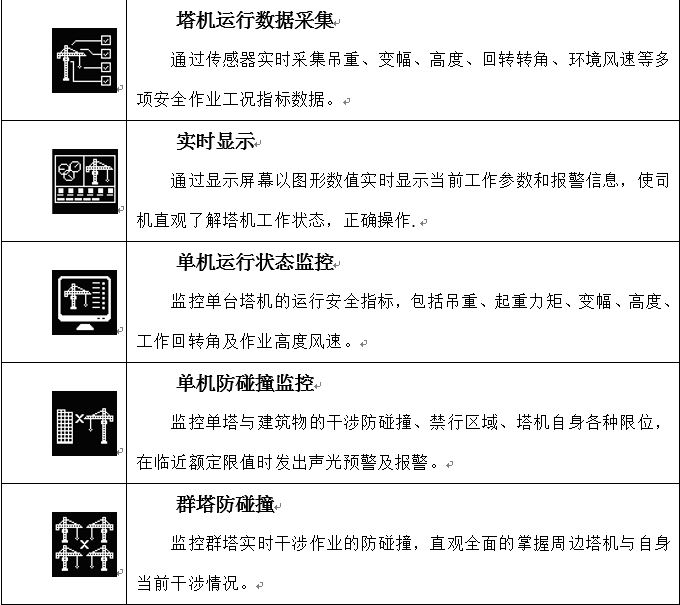 塔机运行数据采集
通过传感器实时采集吊重、变幅、高度、回转转角、环境风速等多
项安全作业工况指标数据。
实时显示
通过显示屏幕以图形数值实时显示当前工作参数和报警信息，使司
机直观了解塔机工作状态，正确操作.
单机运行状态监控
监控单台塔机的运行安全指标，包括吊重、起重力矩、变幅、高度、
工作回转角及作业高度风速。
单机防碰撞监控
监控单塔与建筑物的干涉防碰撞、禁行区域、塔机自身各种限位，
在临近额定限值时发出声光预警及报警。
群塔防碰撞
监控群塔实时干涉作业的防碰撞，直观全面的掌握周边塔机与自身
当前干涉情况。